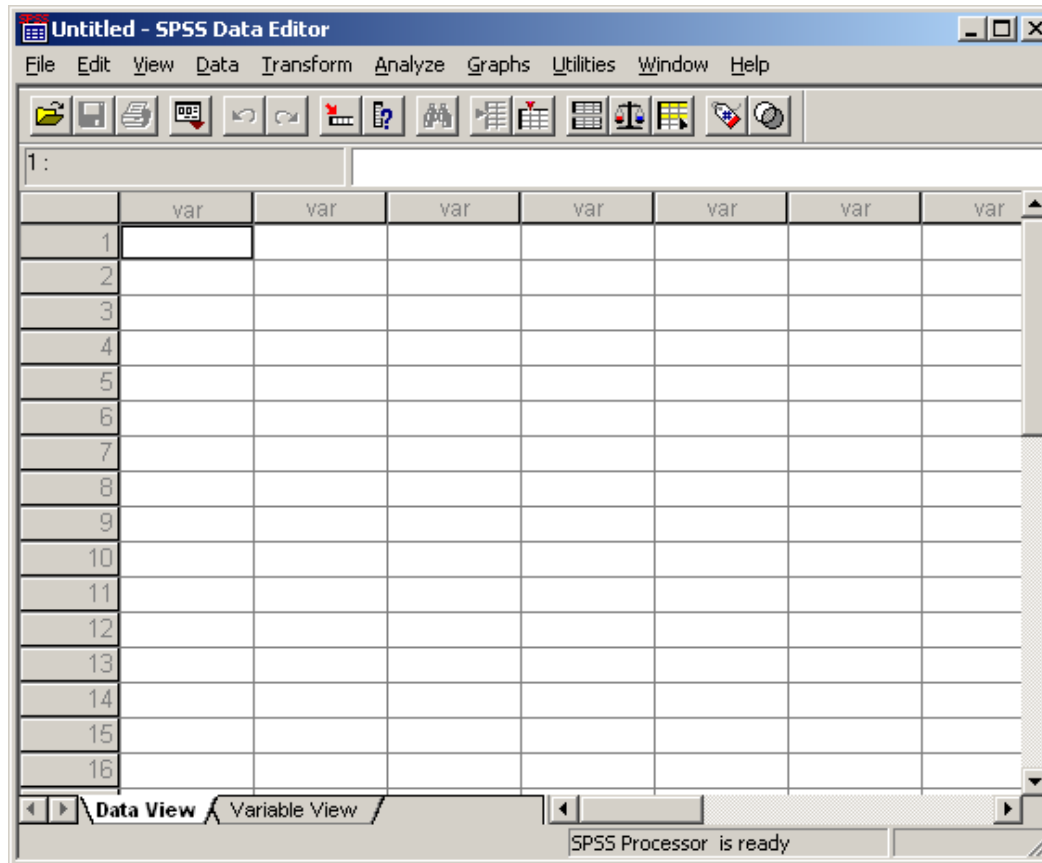 SPSS
Untitled - SPSS Data Editor
File Edit View Data Transform Analyze Graphs Utilities Window Help
1 :
var var var var var var var
1
2
3
4
5
6
7
8
9
10
11
12
13
14
15
16
Data View Variable View
SPSS Processor is ready